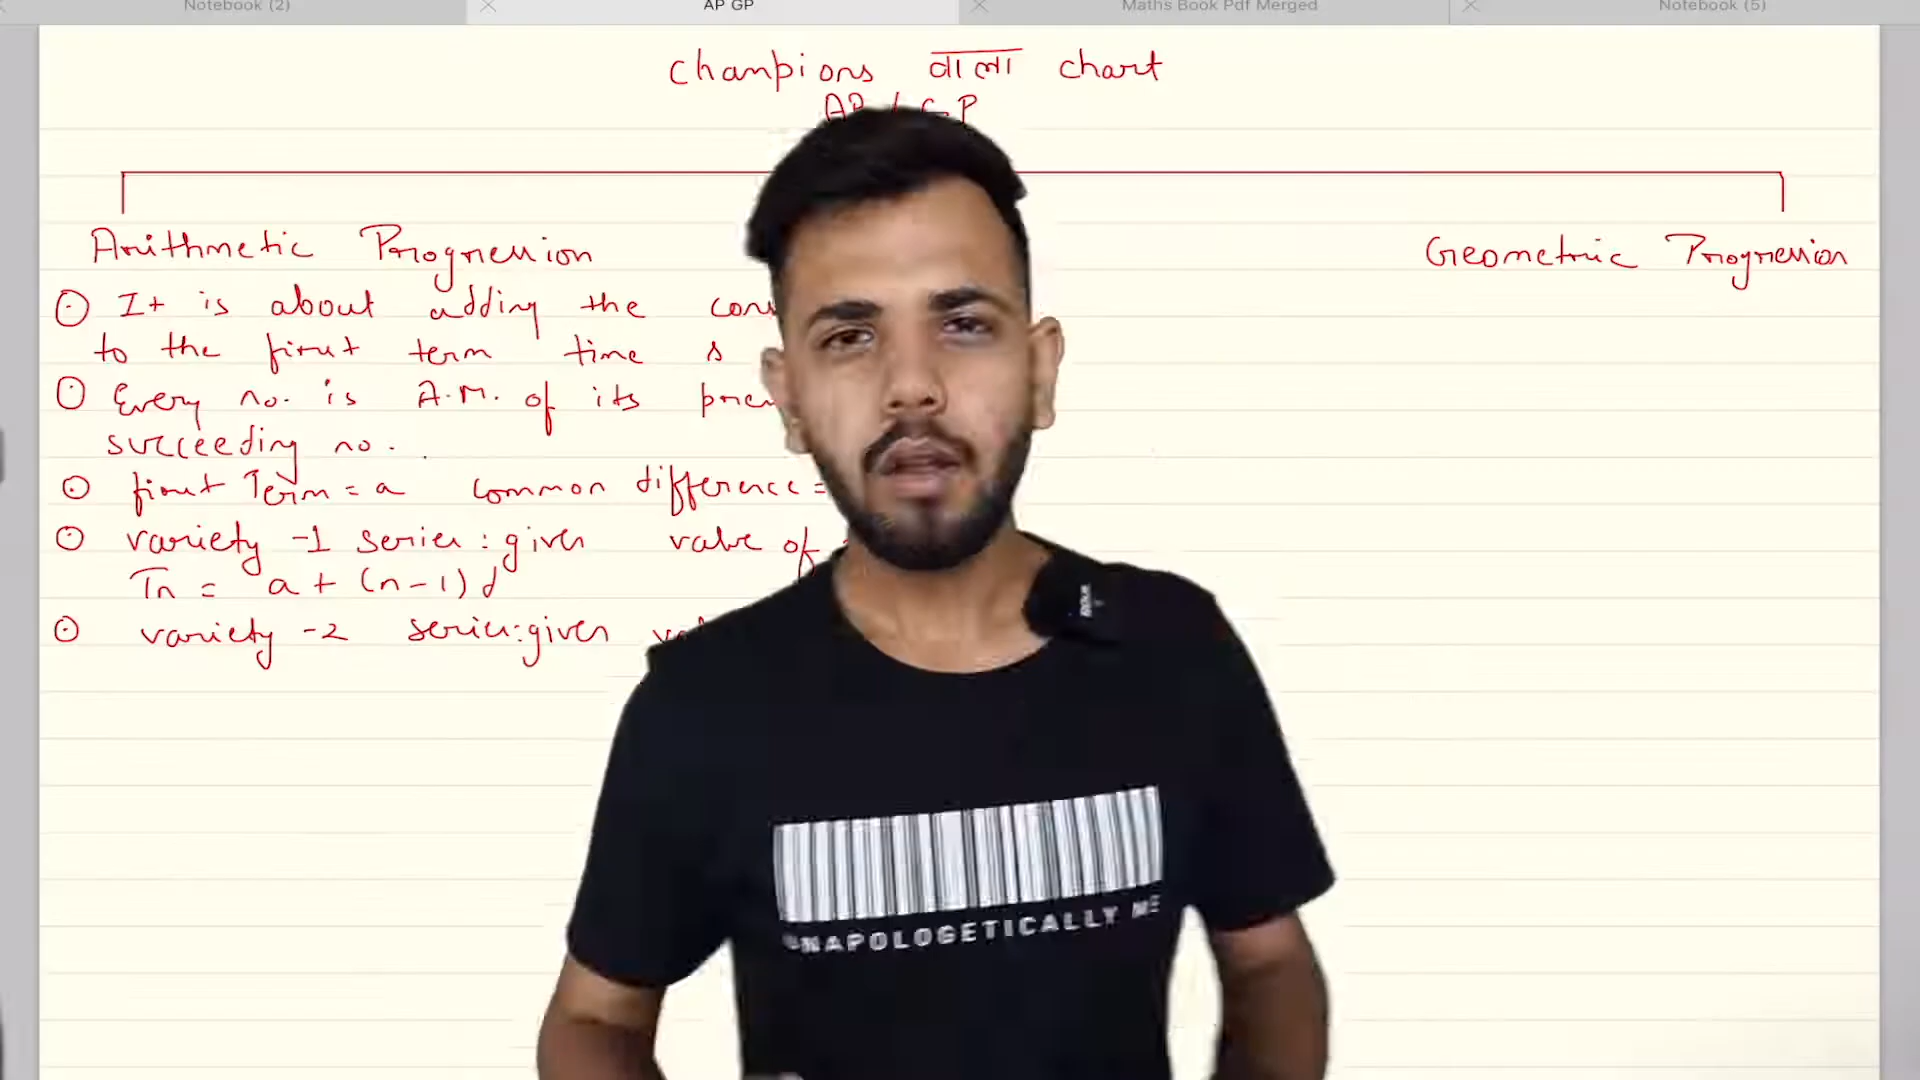 Notebook (2)
AP GP
Maths Book Pdf Merged
Notebook (5)
Champions वाला chart
AP / GP
Arithmetic Progression
Geometric Progression
It is about adding the
to the first term time s
Every no. is A.M. of its
succeeding no.
first Term = a common difference =
variety -1 series : given value of
Tn = a + (n-1)d
variety -2 series : given
UNAPOLOGETICALLY ME